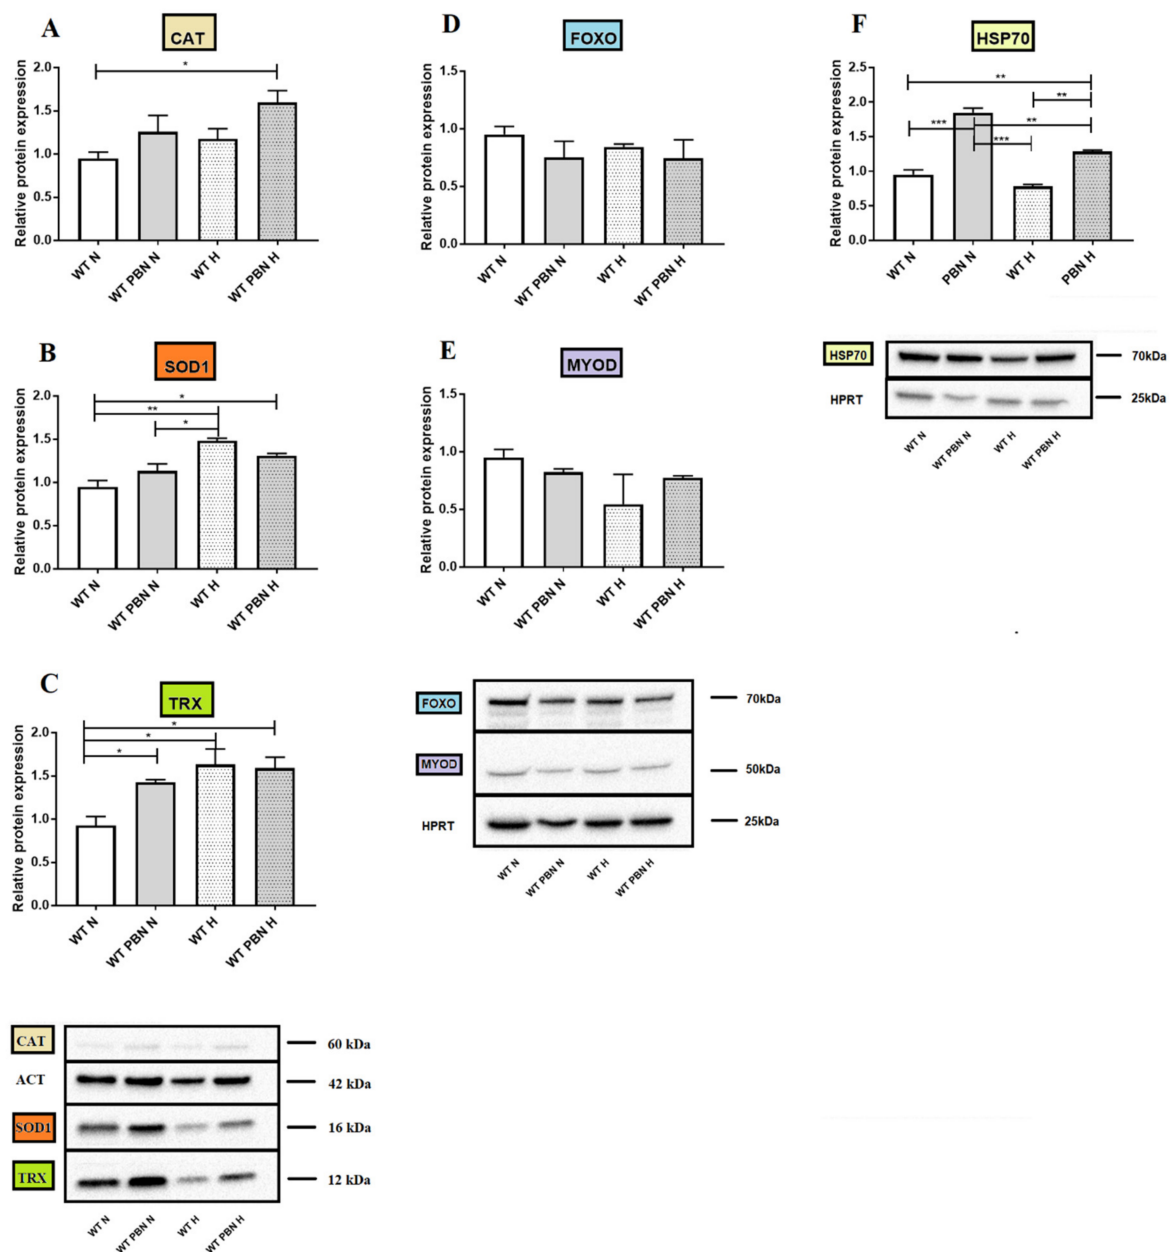 A
CAT
Relative protein expression
2.0
1.5
1.0
0.5
0.0
*
WT N
WT PBN N
WT H
WT PBN H
B
SOD1
Relative protein expression
2.0
1.5
1.0
0.5
0.0
*
**
*
WT N
WT PBN N
WT H
WT PBN H
C
TRX
Relative protein expression
2.0
1.5
1.0
0.5
0.0
*
*
*
WT N
WT PBN N
WT H
WT PBN H
CAT
60 kDa
ACT
42 kDa
SOD1
16 kDa
TRX
12 kDa
WT N
WT PBN N
WT H
WT PBN H
D
FOXO
Relative protein expression
1.5
1.0
0.5
0.0
WT N
WT PBN N
WT H
WT PBN H
E
MYOD
Relative protein expression
1.5
1.0
0.5
0.0
WT N
WT PBN N
WT H
WT PBN H
FOXO
70kDa
MYOD
50kDa
HPRT
25kDa
WT N
WT PBN N
WT H
WT PBN H
F
HSP70
Relative protein expression
2.5
2.0
1.5
1.0
0.5
0.0
**
**
***
**
***
WT N
PBN N
WT H
PBN H
HSP70
70kDa
HPRT
25kDa
WT N
WT PBN N
WT H
WT PBN H